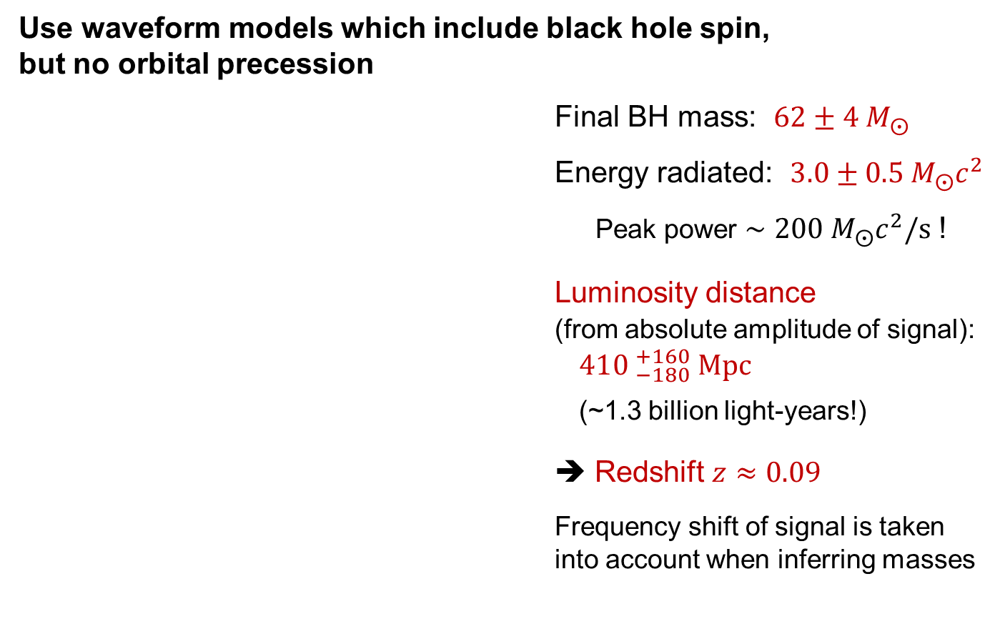 Use waveform models which include black hole spin,
but no orbital precession
Final BH mass: 62 ± 4 M☉
Energy radiated: 3.0 ± 0.5 M☉c²
Peak power ~ 200 M☉c²/s !
Luminosity distance
(from absolute amplitude of signal):
410 +160 −180 Mpc
(~1.3 billion light-years!)
➔ Redshift z ≈ 0.09
Frequency shift of signal is taken
into account when inferring masses